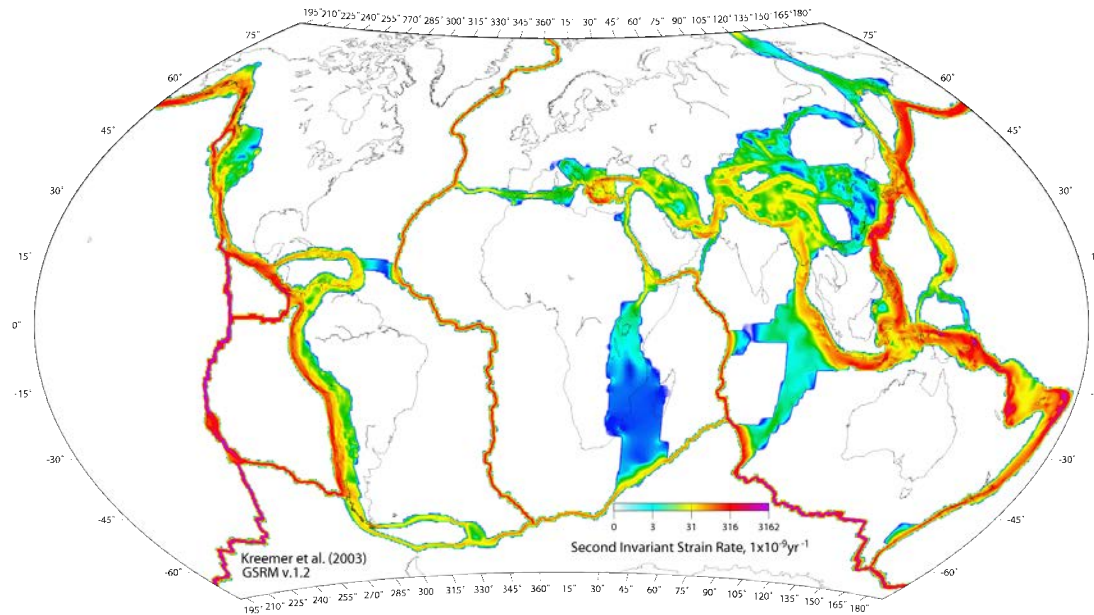 195° 210° 225° 240° 255° 270° 285° 300° 315° 330° 345° 360° 15° 30° 45° 60° 75° 90° 105° 120° 135° 150° 165° 180°
75° 75°
60° 60°
45° 45°
30° 30°
15° 1
0° 0°
-15° -
-30° -30°
-45° -45°
0 3 31 316 3162
Second Invariant Strain Rate, 1x10⁻⁹yr⁻¹
Kreemer et al. (2003)
GSRM v.1.2
-60° -60°
195° 210° 225° 240° 255° 270° 285° 300° 315° 330° 345° 360° 15° 30° 45° 60° 75° 90° 105° 120° 135° 150° 165° 180°